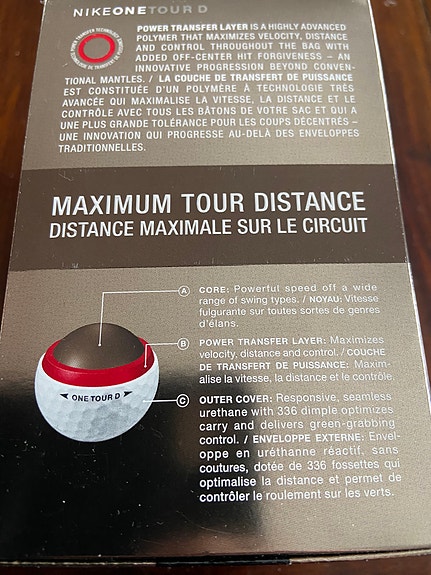 NIKEONETOUR D
POWER TRANSFER LAYER IS A HIGHLY ADVANCED
POLYMER THAT MAXIMIZES VELOCITY, DISTANCE
AND CONTROL THROUGHOUT THE BAG WITH
ADDED OFF-CENTER HIT FORGIVENESS – AN
INNOVATIVE PROGRESSION BEYOND CONVEN-
TIONAL MANTLES. / LA COUCHE DE TRANSFERT DE PUISSANCE
EST CONSTITUÉE D'UN POLYMÈRE À TECHNOLOGIE TRÈS
AVANCÉE QUI MAXIMALISE LA VITESSE, LA DISTANCE ET LE
CONTRÔLE AVEC TOUS LES BÂTONS DE VOTRE SAC ET QUI A
UNE PLUS GRANDE TOLÉRANCE POUR LES COUPS DÉCENTRÉS –
UNE INNOVATION QUI PROGRESSE AU-DELÀ DES ENVELOPPES
TRADITIONNELLES.
MAXIMUM TOUR DISTANCE
DISTANCE MAXIMALE SUR LE CIRCUIT
A CORE: Powerful speed off a wide
range of swing types. / NOYAU: Vitesse
fulgurante sur toutes sortes de genres
d'élans.
B POWER TRANSFER LAYER: Maximizes
velocity, distance and control. / COUCHE
DE TRANSFERT DE PUISSANCE: Maxim-
alise la vitesse, la distance et le contrôle
ONE TOUR D
C OUTER COVER: Responsive, seamless
urethane with 336 dimple optimizes
carry and delivers green-grabbing
control. / ENVELOPPE EXTERNE: Envel-
oppe en uréthanne réactif, sans
coutures, dotée de 336 fossettes qui
optimalise la distance et permet de
contrôler le roulement sur les verts.